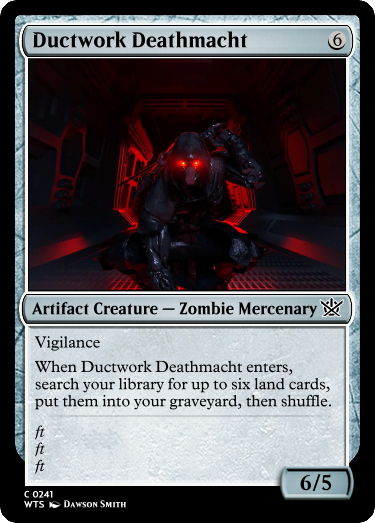 Ductwork Deathmacht 6
Artifact Creature — Zombie Mercenary
Vigilance
When Ductwork Deathmacht enters,
search your library for up to six land cards,
put them into your graveyard, then shuffle.
ft
ft
ft
6/5
C 0241
WTS Dawson Smith